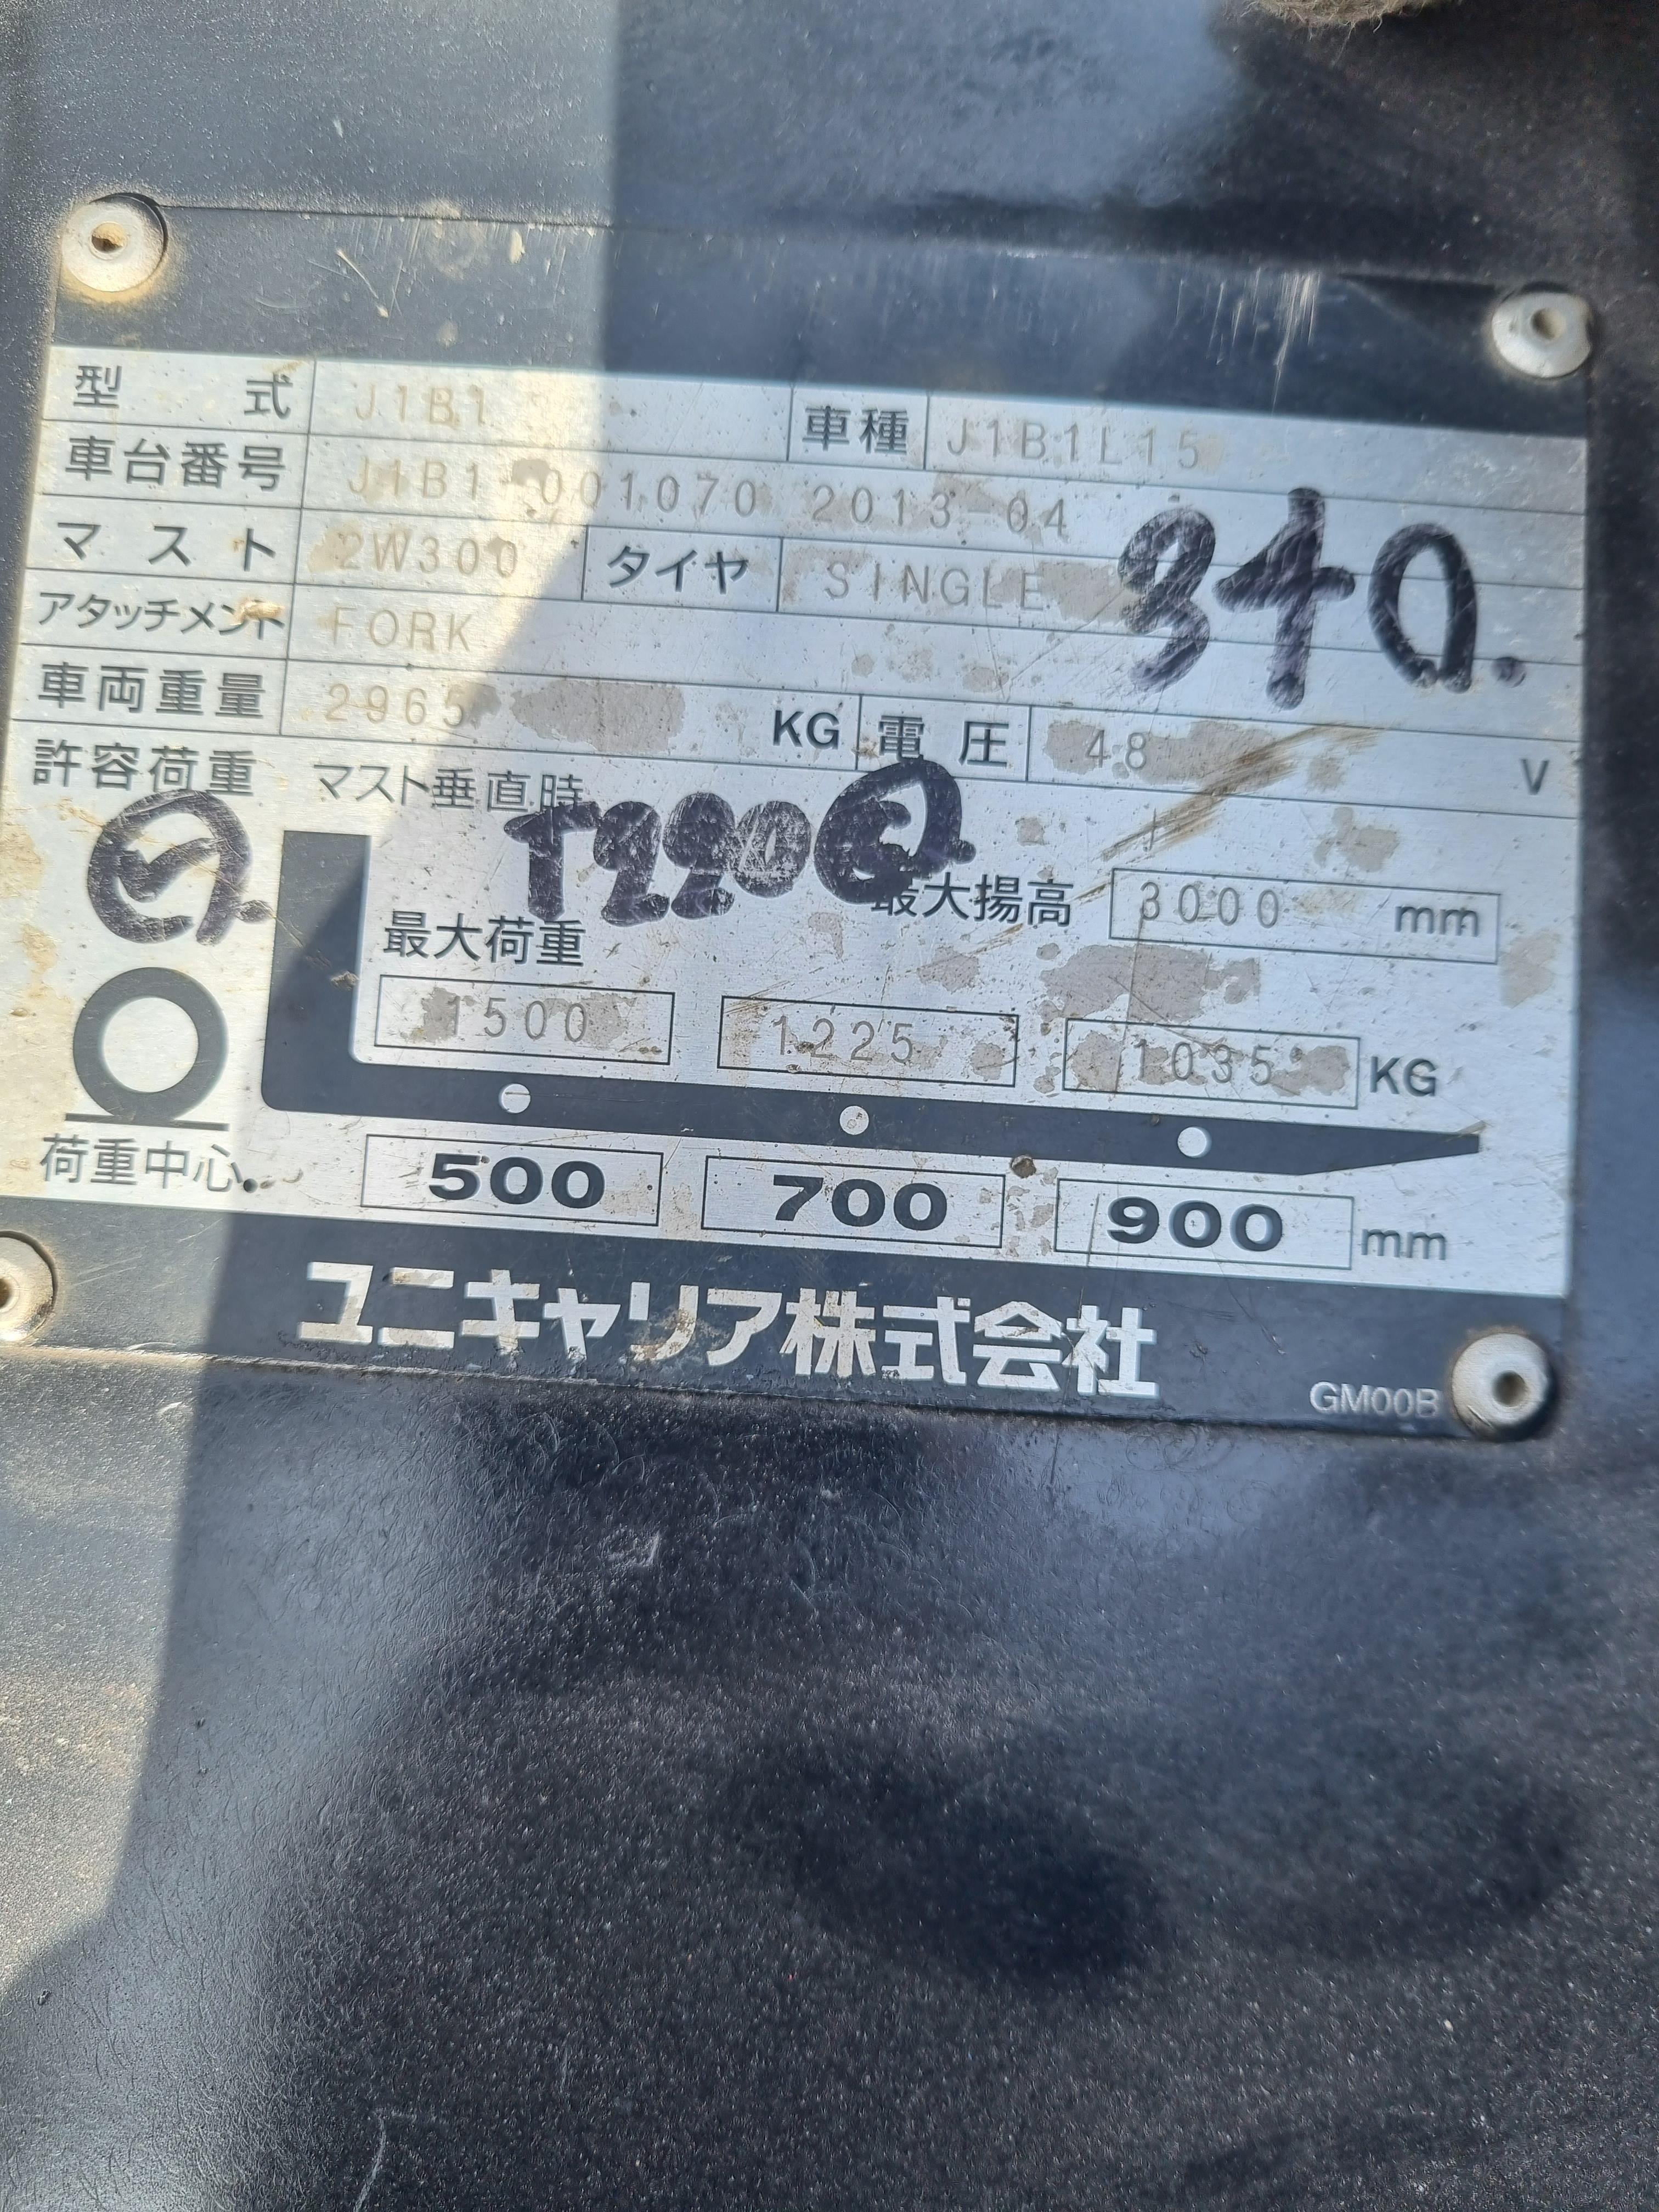 型式 J1B1 車種 J1B1L15
車台番号 J1B1-001070 2013-04
マスト 2W300 タイヤ SINGLE
340.
アタッチメント FORK
車両重量 2965 KG 電圧 48 V
許容荷重 マスト垂直時
最大揚高 3000 mm
最大荷重
1500 1225 1035 KG
荷重中心 500 700 900 mm
ユニキャリア株式会社
GM00B